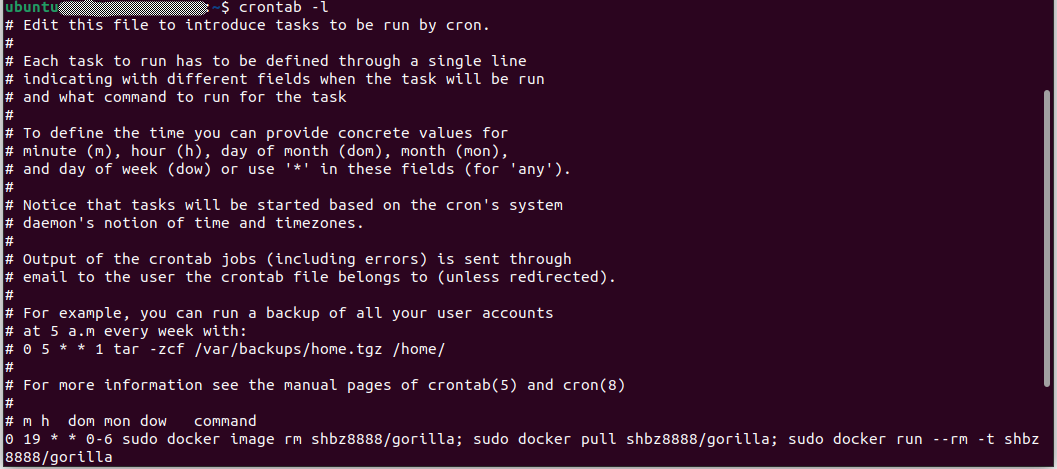 ubuntu:~$ crontab -l
# Edit this file to introduce tasks to be run by cron.
#
# Each task to run has to be defined through a single line
# indicating with different fields when the task will be run
# and what command to run for the task
#
# To define the time you can provide concrete values for
# minute (m), hour (h), day of month (dom), month (mon),
# and day of week (dow) or use '*' in these fields (for 'any').
#
# Notice that tasks will be started based on the cron's system
# daemon's notion of time and timezones.
#
# Output of the crontab jobs (including errors) is sent through
# email to the user the crontab file belongs to (unless redirected).
#
# For example, you can run a backup of all your user accounts
# at 5 a.m every week with:
# 0 5 * * 1 tar -zcf /var/backups/home.tgz /home/
#
# For more information see the manual pages of crontab(5) and cron(8)
#
# m h  dom mon dow   command
0 19 * * 0-6 sudo docker image rm shbz8888/gorilla; sudo docker pull shbz8888/gorilla; sudo docker run --rm -t shbz
8888/gorilla